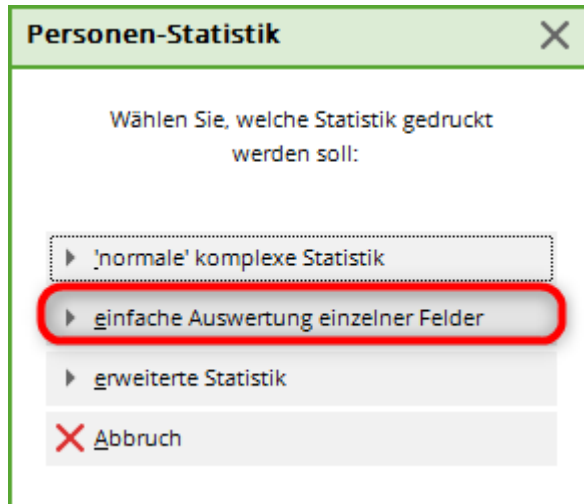 Personen-Statistik
Wählen Sie, welche Statistik gedruckt
werden soll:
'normale' komplexe Statistik
einfache Auswertung einzelner Felder
erweiterte Statistik
Abbruch